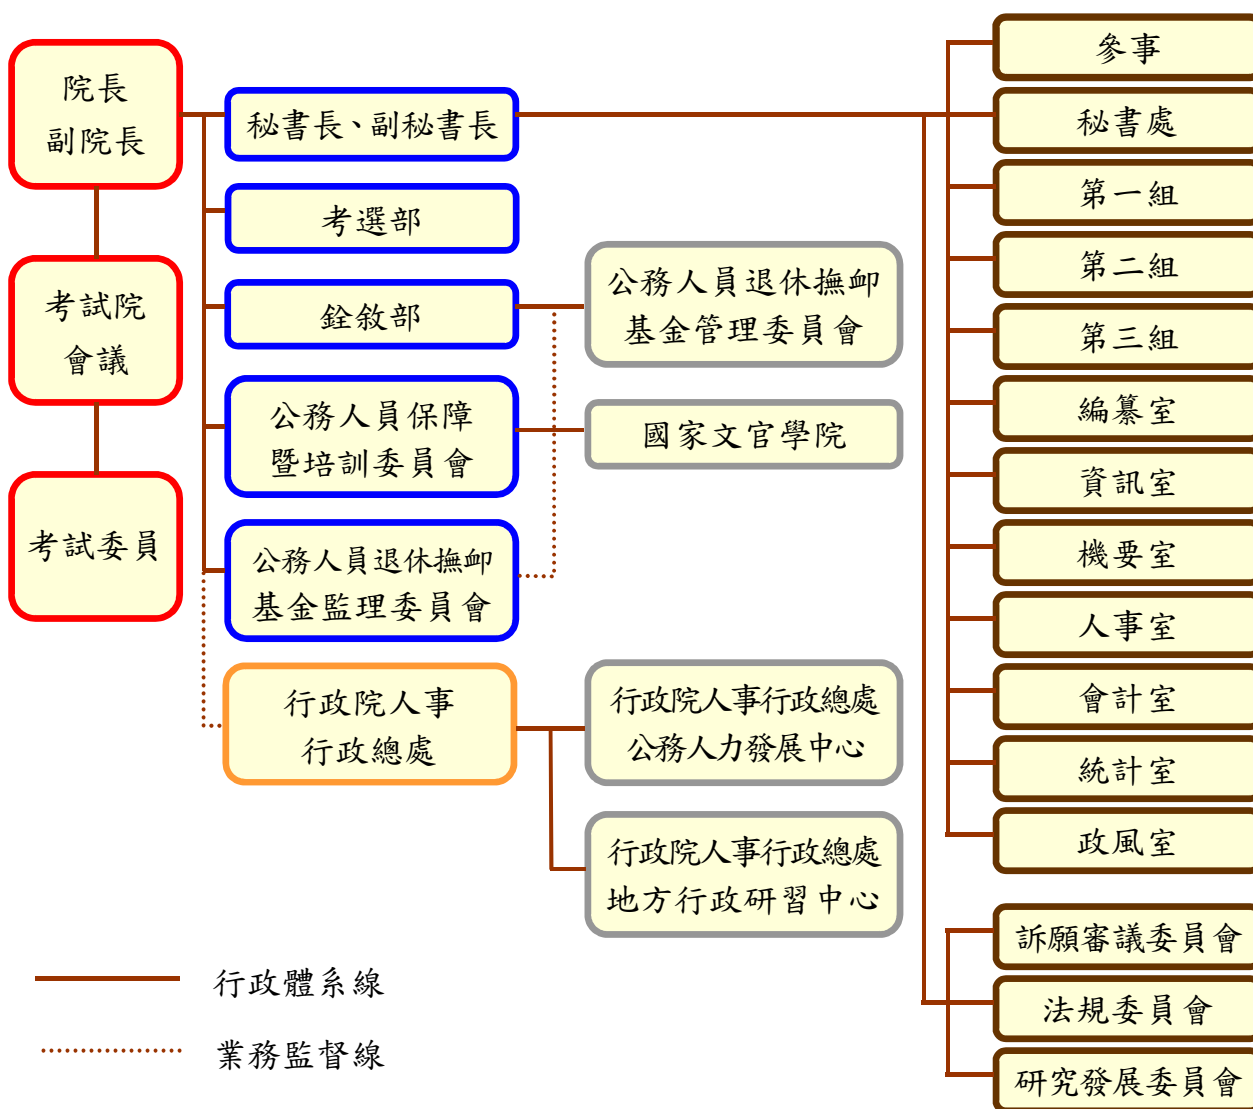 院長
副院長
考試院
會議
考試委員
秘書長、副秘書長
考選部
銓敘部
公務人員保障
暨培訓委員會
公務人員退休撫卹
基金監理委員會
行政院人事
行政總處
公務人員退休撫卹
基金管理委員會
國家文官學院
行政院人事行政總處
公務人力發展中心
行政院人事行政總處
地方行政研習中心
參事
秘書處
第一組
第二組
第三組
編纂室
資訊室
機要室
人事室
會計室
統計室
政風室
訴願審議委員會
法規委員會
研究發展委員會
行政體系線
業務監督線